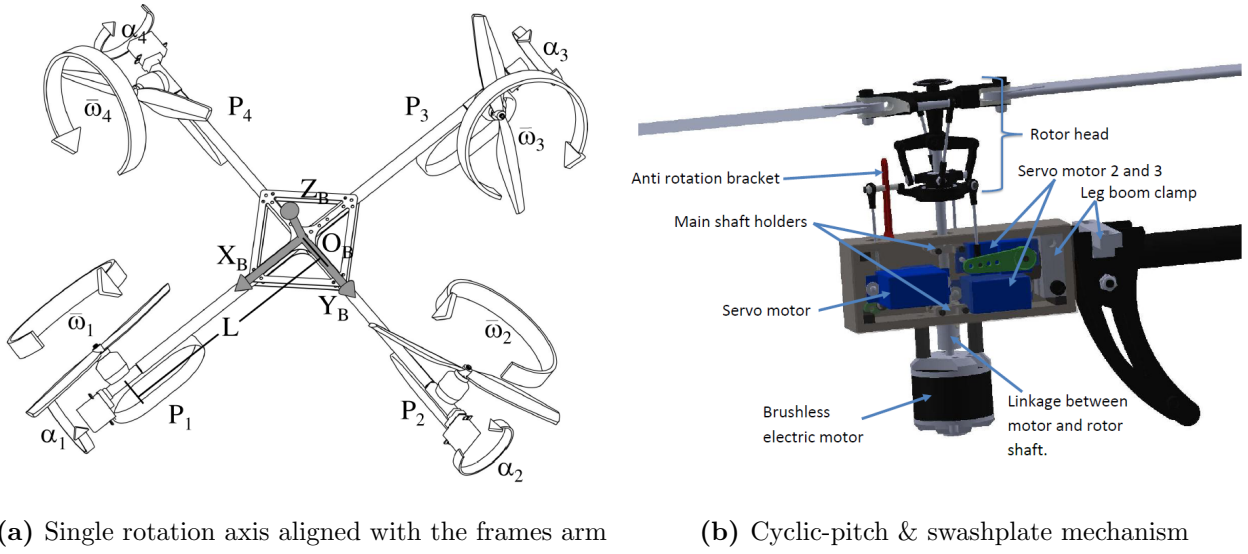 α4
ω̄4
P4
P3
α3
ω̄3
ZB
OB
XB
YB
L
ω̄1
ω̄2
P1
P2
α1
α2
Rotor head
Anti rotation bracket
Servo motor 2 and 3
Leg boom clamp
Main shaft holders
Servo motor
Brushless
electric motor
Linkage between
motor and rotor
shaft.
(a) Single rotation axis aligned with the frames arm
(b) Cyclic-pitch & swashplate mechanism